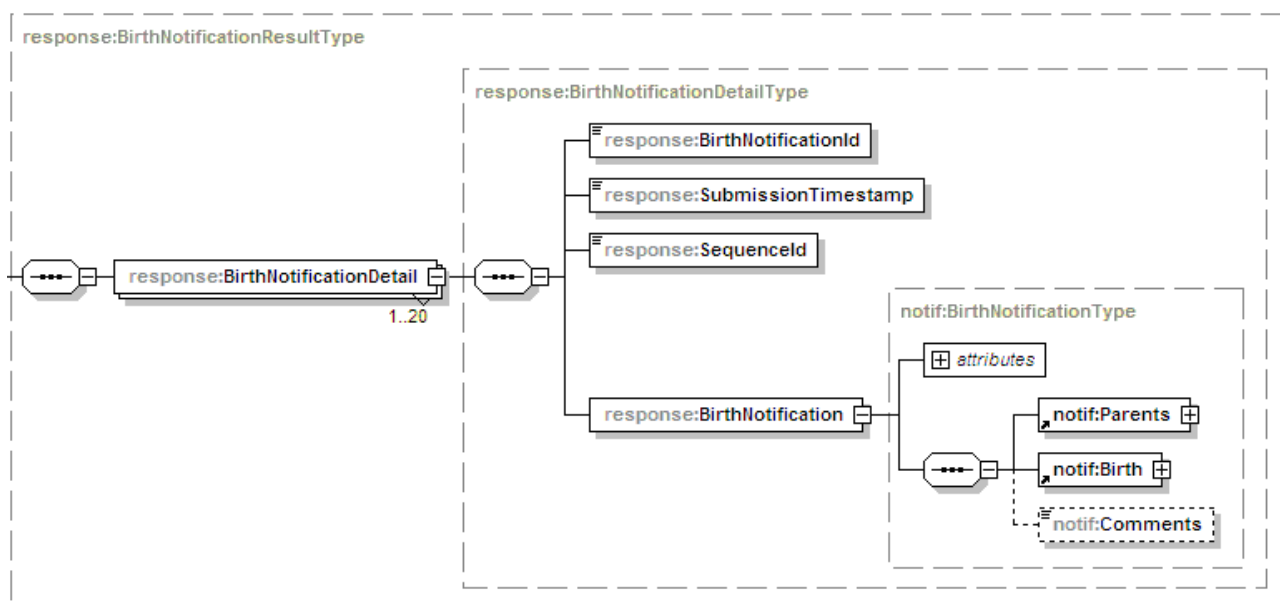 response:BirthNotificationResultType
response:BirthNotificationDetailType
response:BirthNotificationId
response:SubmissionTimestamp
response:SequenceId
response:BirthNotificationDetail
1..20
notif:BirthNotificationType
attributes
response:BirthNotification
notif:Parents
notif:Birth
notif:Comments